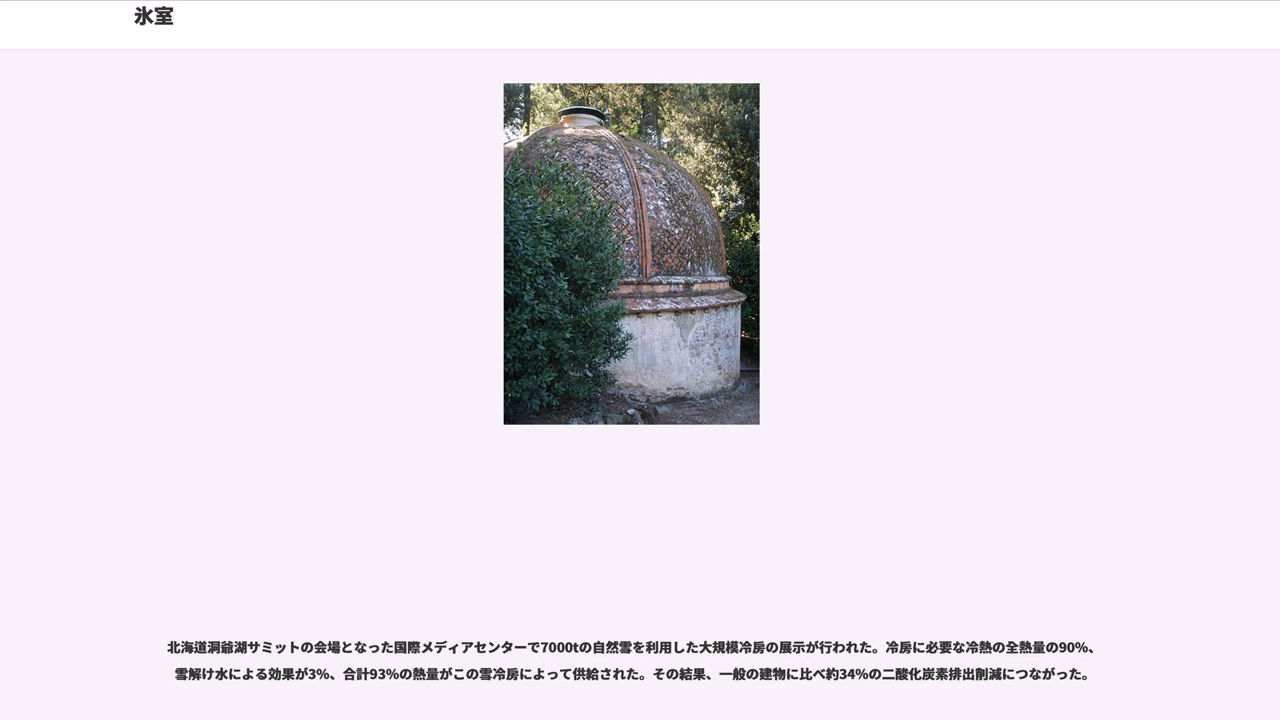 氷室
北海道洞爺湖サミットの会場となった国際メディアセンターで7000tの自然雪を利用した大規模冷房の展示が行われた。冷房に必要な冷熱の全熱量の90%、
雪解け水による効果が3%、合計93%の熱量がこの雪冷房によって供給された。その結果、一般の建物に比べ約34%の二酸化炭素排出削減につながった。